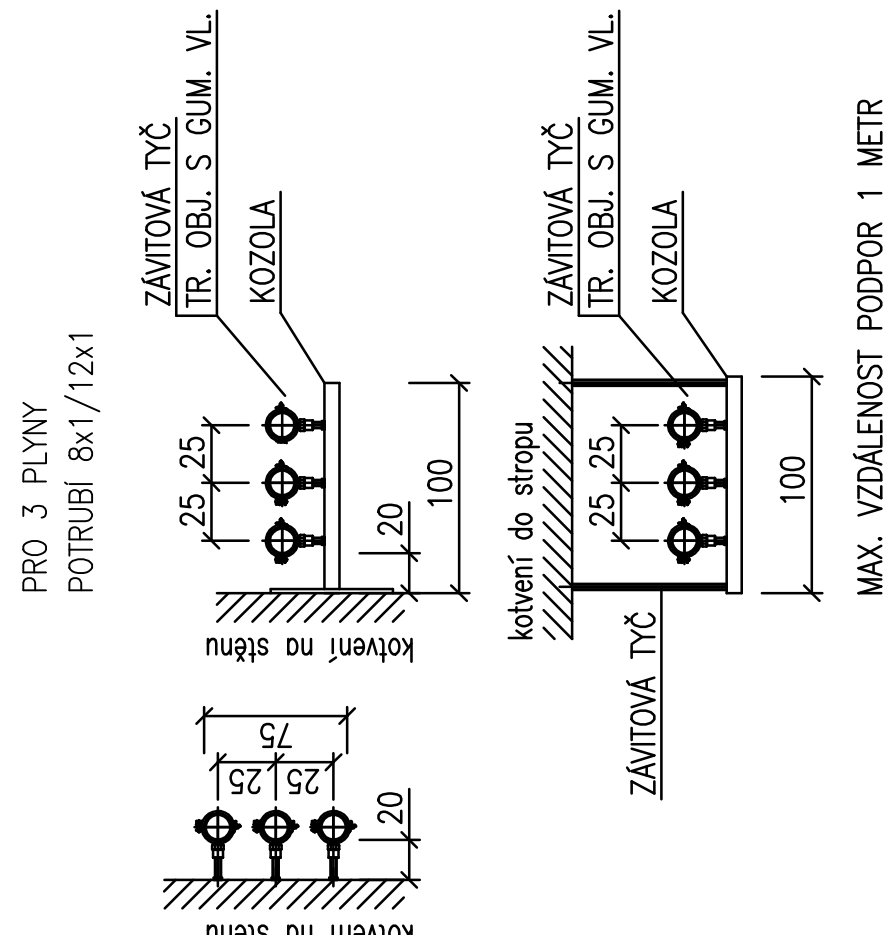 PRO 3 PLYNY
POTRUBÍ 8x1/12x1
ZÁVITOVÁ TYČ
TR. OBJ. S GUM. VL.
KOZOLA
25
25
20
100
kotvení na stěnu
75
25
25
20
kotvení na stěnu
kotvení do stropu
ZÁVITOVÁ TYČ
TR. OBJ. S GUM. VL.
KOZOLA
25
25
100
ZÁVITOVÁ TYČ
MAX. VZDÁLENOST PODPOR 1 METR